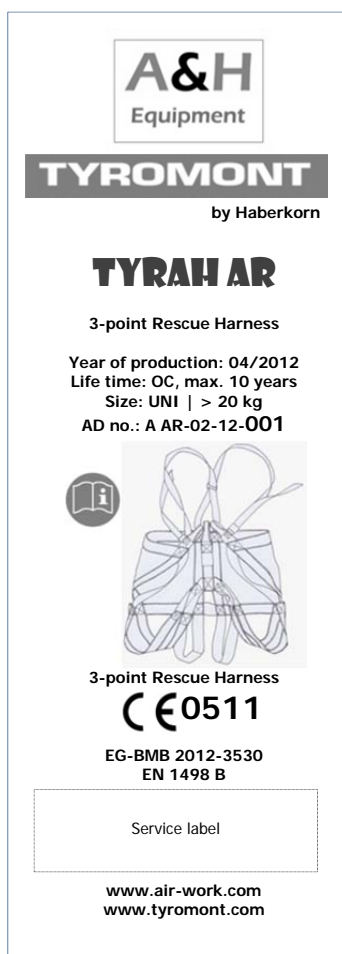 A&H
Equipment
TYROMONT
by Haberkorn
TYRAH AR
3-point Rescue Harness
Year of production: 04/2012
Life time: OC, max. 10 years
Size: UNI | > 20 kg
AD no.: A AR-02-12-001
i
3-point Rescue Harness
CE0511
EG-BMB 2012-3530
EN 1498 B
Service label
www.air-work.com
www.tyromont.com